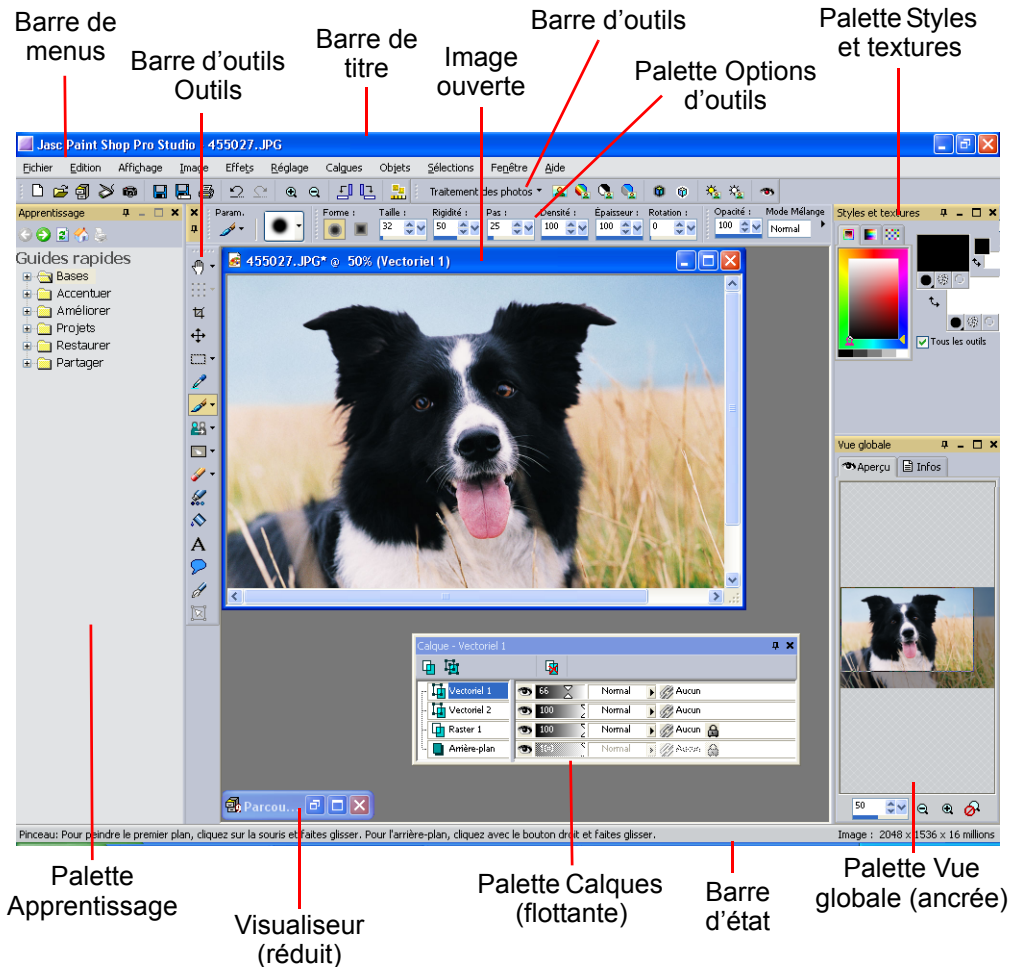 Barre de
menus
Barre d'outils
Outils
Barre de
titre
Image
ouverte
Barre d'outils
Palette Options
d'outils
Palette Styles
et textures
Jasc Paint Shop Pro Studio 455027.JPG
Fichier Edition Affichage Image Effets Réglage Calques Objets Sélections Fenêtre Aide
Traitement des photos
Apprentissage
Guides rapides
Bases
Accentuer
Améliorer
Projets
Restaurer
Partager
Param. Forme : Taille : Rigidité : Pas : Densité : Épaisseur : Rotation : Opacité : Mode Mélange
32 50 25 100 100 0 100 Normal
Styles et textures
Tous les outils
455027.JPG* @ 50% (Vectoriel 1)
A
Vue globale
Aperçu Infos
50
Calque - Vectoriel 1
Vectoriel 1 66 Normal Aucun
Vectoriel 2 100 Normal Aucun
Raster 1 100 Normal Aucun
Arrière-plan 100 Normal Aucun
Parcou...
Pinceau: Pour peindre le premier plan, cliquez sur la souris et faites glisser. Pour l'arrière-plan, cliquez avec le bouton droit et faites glisser.
Image : 2048 x 1536 x 16 millions
Palette
Apprentissage
Visualiseur
(réduit)
Palette Calques
(flottante)
Barre
d'état
Palette Vue
globale (ancrée)